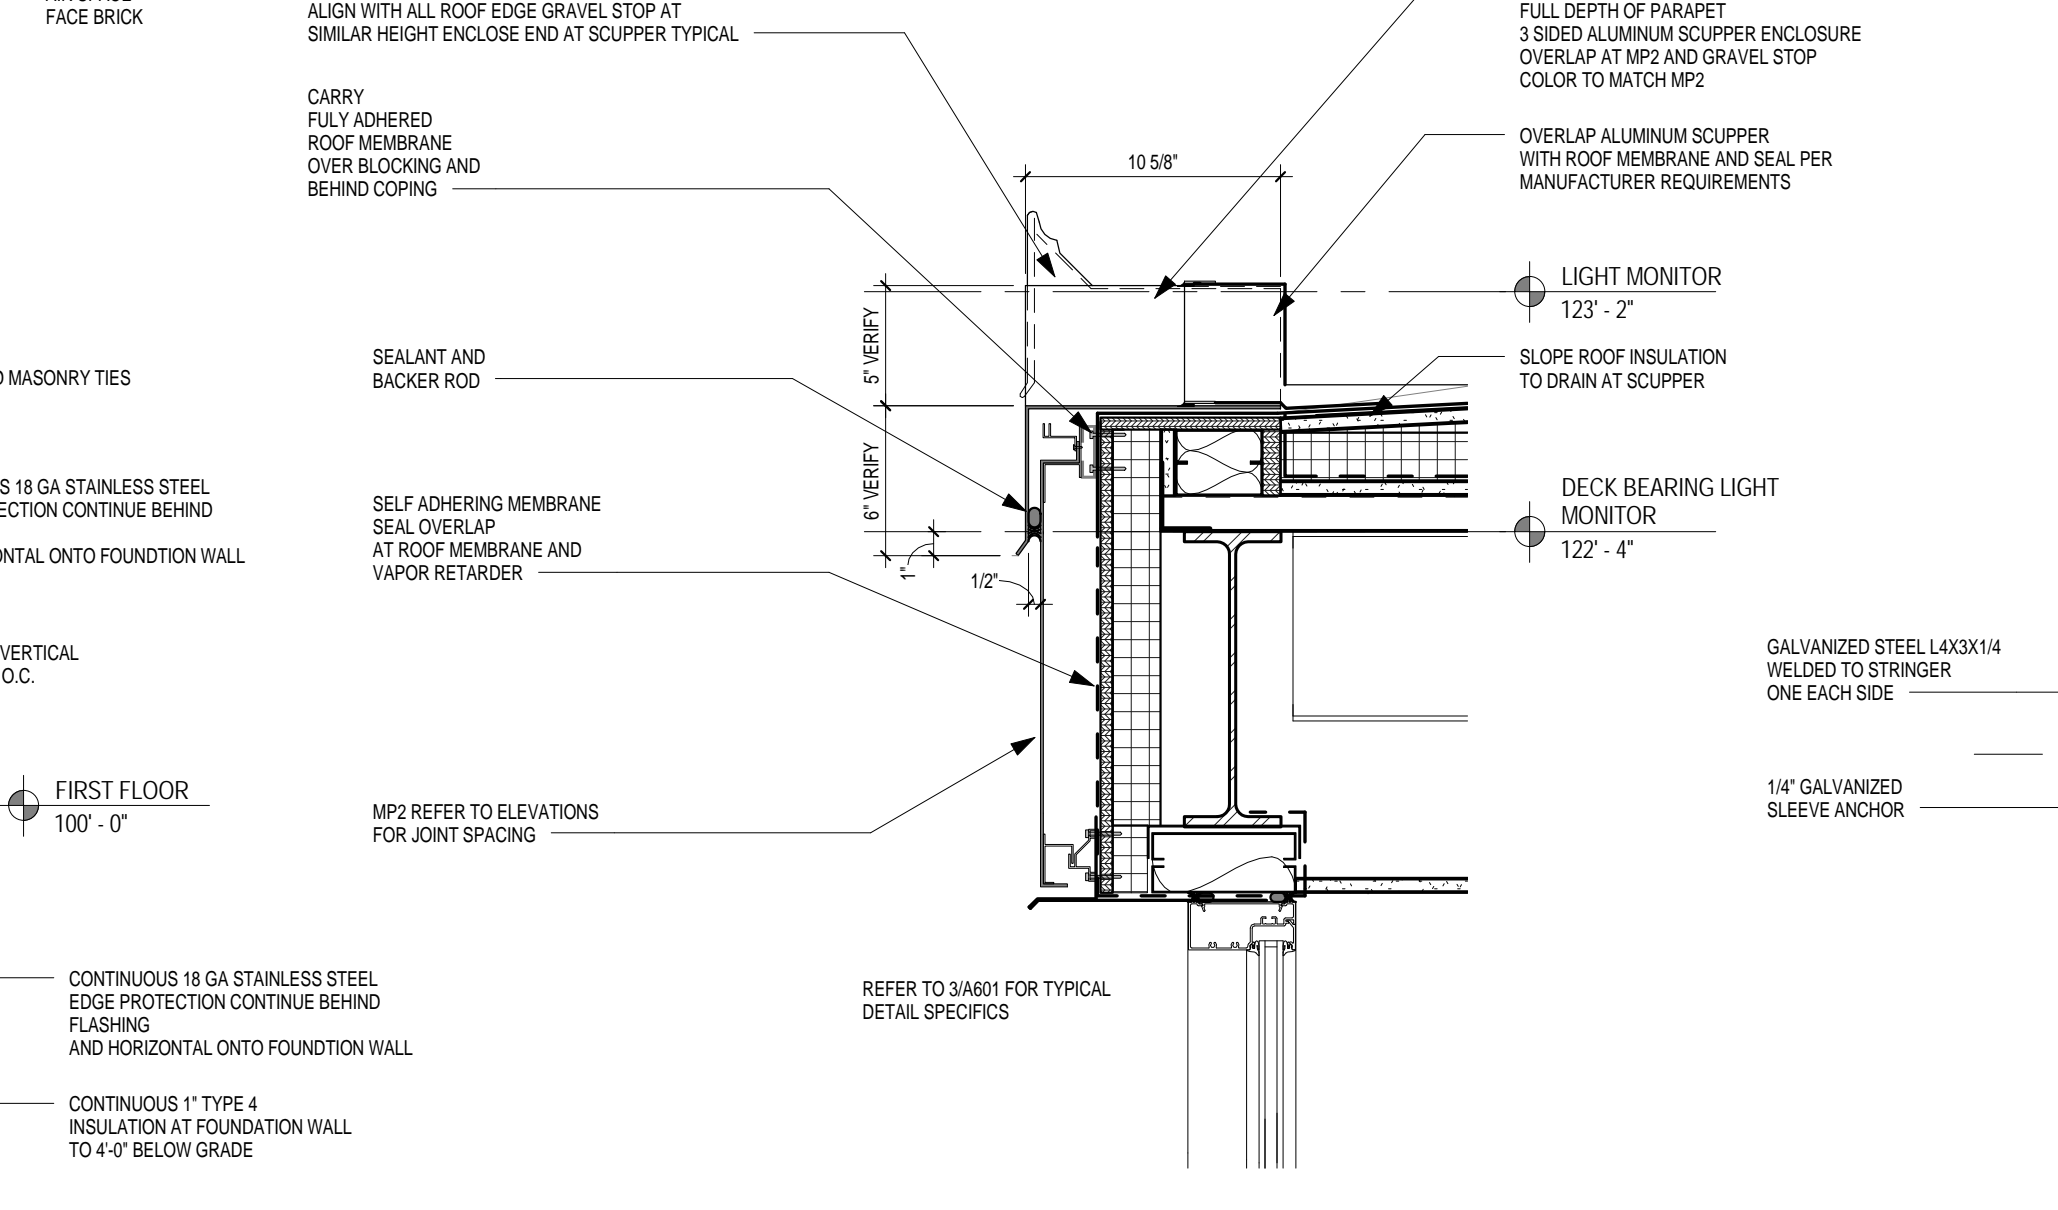 FACE BRICK
ALIGN WITH ALL ROOF EDGE GRAVEL STOP AT
SIMILAR HEIGHT ENCLOSE END AT SCUPPER TYPICAL
CARRY
FULY ADHERED
ROOF MEMBRANE
OVER BLOCKING AND
BEHIND COPING
SEALANT AND
BACKER ROD
MASONRY TIES
18 GA STAINLESS STEEL
CONTINUE BEHIND
ONTO FOUNDTION WALL
SELF ADHERING MEMBRANE
SEAL OVERLAP
AT ROOF MEMBRANE AND
VAPOR RETARDER
VERTICAL
O.C.
FIRST FLOOR
100' - 0"
MP2 REFER TO ELEVATIONS
FOR JOINT SPACING
CONTINUOUS 18 GA STAINLESS STEEL
EDGE PROTECTION CONTINUE BEHIND
FLASHING
AND HORIZONTAL ONTO FOUNDTION WALL
CONTINUOUS 1" TYPE 4
INSULATION AT FOUNDATION WALL
TO 4'-0" BELOW GRADE
10 5/8"
5" VERIFY
6" VERIFY
1"
1/2"
REFER TO 3/A601 FOR TYPICAL
DETAIL SPECIFICS
FULL DEPTH OF PARAPET
3 SIDED ALUMINUM SCUPPER ENCLOSURE
OVERLAP AT MP2 AND GRAVEL STOP
COLOR TO MATCH MP2
OVERLAP ALUMINUM SCUPPER
WITH ROOF MEMBRANE AND SEAL PER
MANUFACTURER REQUIREMENTS
LIGHT MONITOR
123' - 2"
SLOPE ROOF INSULATION
TO DRAIN AT SCUPPER
DECK BEARING LIGHT
MONITOR
122' - 4"
GALVANIZED STEEL L4X3X1/4
WELDED TO STRINGER
ONE EACH SIDE
1/4" GALVANIZED
SLEEVE ANCHOR